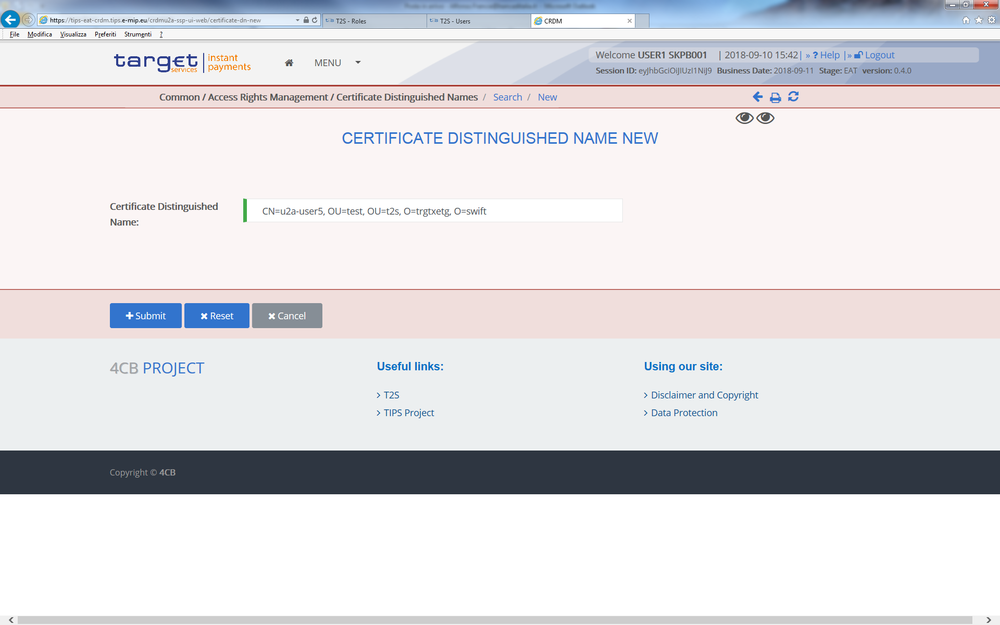 https://tips-eat-crdm.tips.e-mip.eu/crdmu2a-ssp-ui-web/certificate-dn-new
T2S - Roles
T2S - Users
CRDM
File Modifica Visualizza Preferiti Strumenti ?
target services instant payments
MENU
Welcome USER1 SKPB001 | 2018-09-10 15:42| » ? Help |» Logout
Session ID: eyJhbGciOiJIUzI1NiJ9 Business Date: 2018-09-11 Stage: EAT version: 0.4.0
Common / Access Rights Management / Certificate Distinguished Names / Search / New
CERTIFICATE DISTINGUISHED NAME NEW
Certificate Distinguished
Name:
CN=u2a-user5, OU=test, OU=t2s, O=trgtxetg, O=swift
Submit
Reset
Cancel
4CB PROJECT
Useful links:
T2S
TIPS Project
Using our site:
Disclaimer and Copyright
Data Protection
Copyright © 4CB